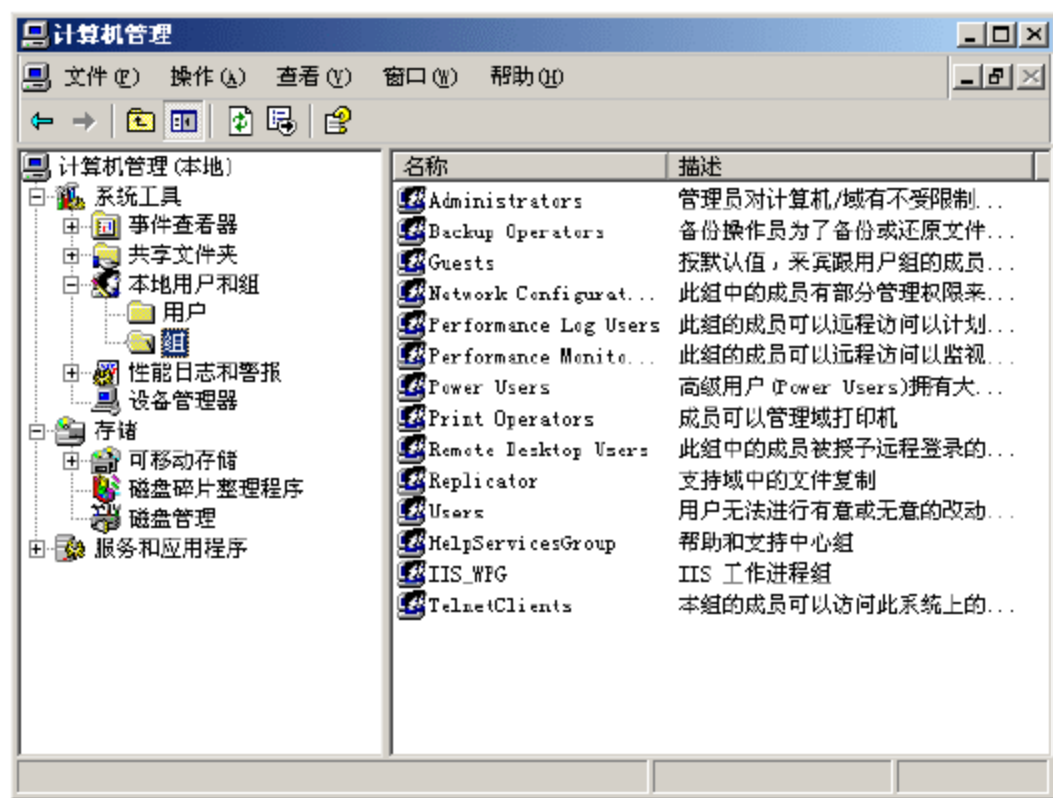 计算机管理
文件(F) 操作(A) 查看(V) 窗口(W) 帮助(H)
计算机管理(本地)
系统工具
事件查看器
共享文件夹
本地用户和组
用户
组
性能日志和警报
设备管理器
存储
可移动存储
磁盘碎片整理程序
磁盘管理
服务和应用程序
名称 描述
Administrators 管理员对计算机/域有不受限制...
Backup Operators 备份操作员为了备份或还原文件...
Guests 按默认值，来宾跟用户组的成员...
Network Configurat... 此组中的成员有部分管理权限来...
Performance Log Users 此组的成员可以远程访问以计划...
Performance Monito... 此组的成员可以远程访问以监视...
Power Users 高级用户(Power Users)拥有大...
Print Operators 成员可以管理域打印机
Remote Desktop Users 此组中的成员被授予远程登录的...
Replicator 支持域中的文件复制
Users 用户无法进行有意或无意的改动...
HelpServicesGroup 帮助和支持中心组
IIS_WPG IIS 工作进程组
TelnetClients 本组的成员可以访问此系统上的...